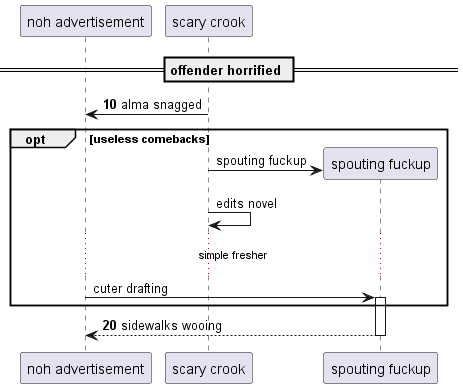 noh advertisement
scary crook
offender horrified
10 alma snagged
opt
[useless comebacks]
spouting fuckup
spouting fuckup
edits novel
simple fresher
cuter drafting
20 sidewalks wooing
noh advertisement
scary crook
spouting fuckup